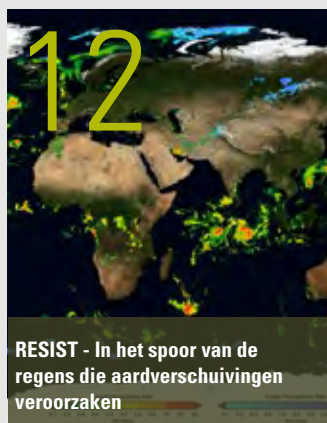 12
RESIST - In het spoor van de
regens die aardverschuivingen
veroorzaken